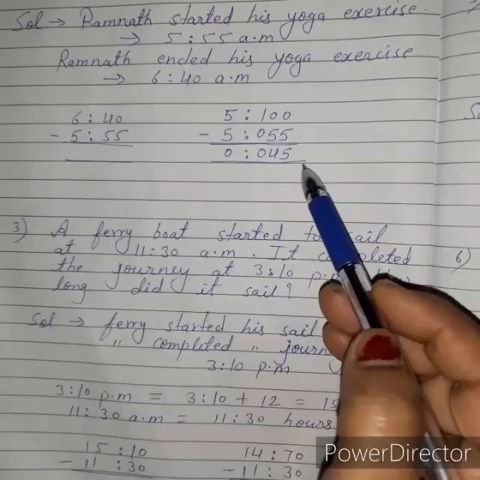 Sol → Ramnath started his yoga exercise.
→ 5:55 a.m
Ramnath ended his yoga exercise
→ 6:40 a.m
6:40
- 5:55
5:100
- 5:055
0:045
3) A ferry boat started to sail
at 11:30 a.m. It completed
the journey at 3:10 p.m.
long did it sail?
Sol → ferry started his sail
" completed " journ
3:10 p.m
3:10 p.m = 3:10 + 12 =
11:30 a.m = 11:30 hours
15:10
- 11:30
14:70
- 11:30
6)
PowerDirector